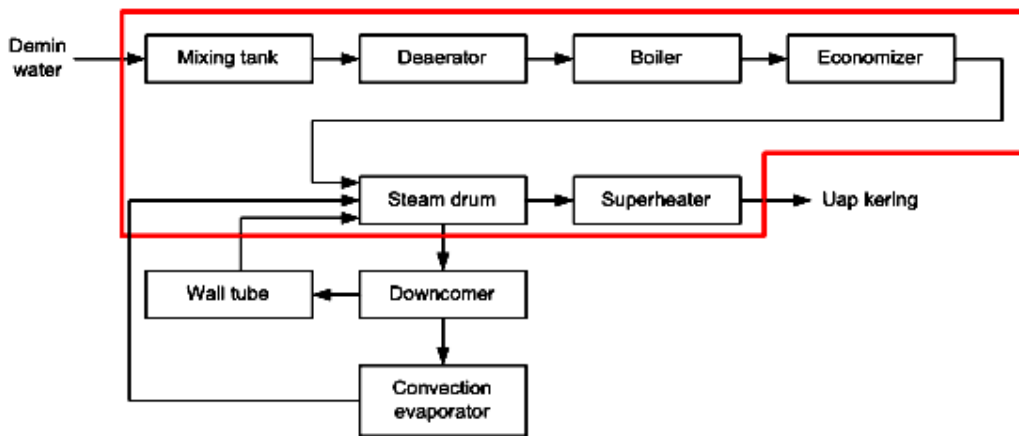 Demin
water
Mixing tank
Deaerator
Boiler
Economizer
Steam drum
Superheater
Uap kering
Wall tube
Downcomer
Convection
evaporator